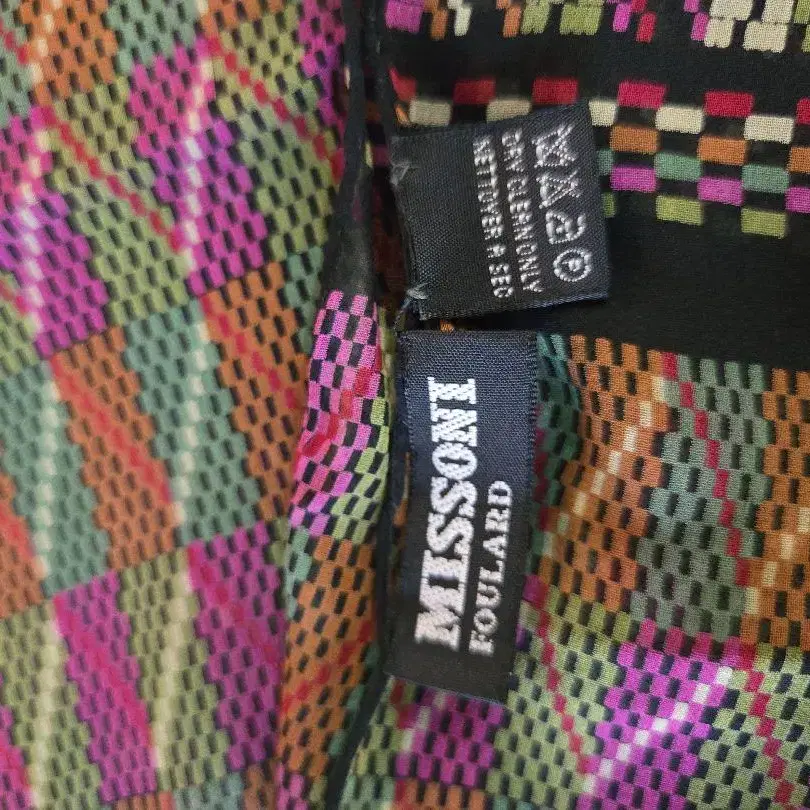 P
DRY CLEAN ONLY
NETTOYER A SEC
MISSONI
FOULARD